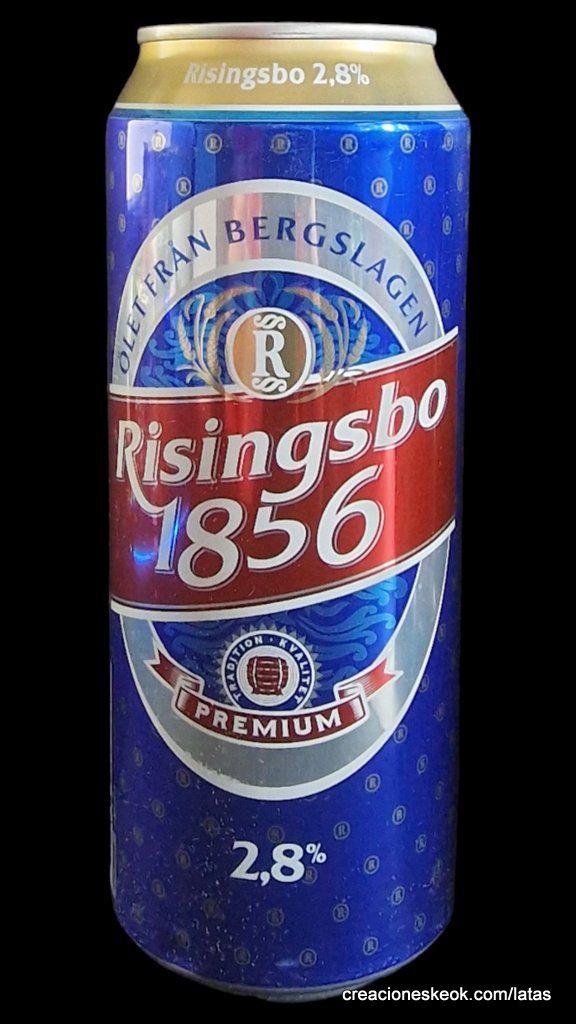 Risingsbo 2,8%
ÖLET FRÅN BERGSLAGEN
R
Risingsbo
1856
TRADITION · KVALITET
PREMIUM
2,8%
creacioneskeok.com/latas